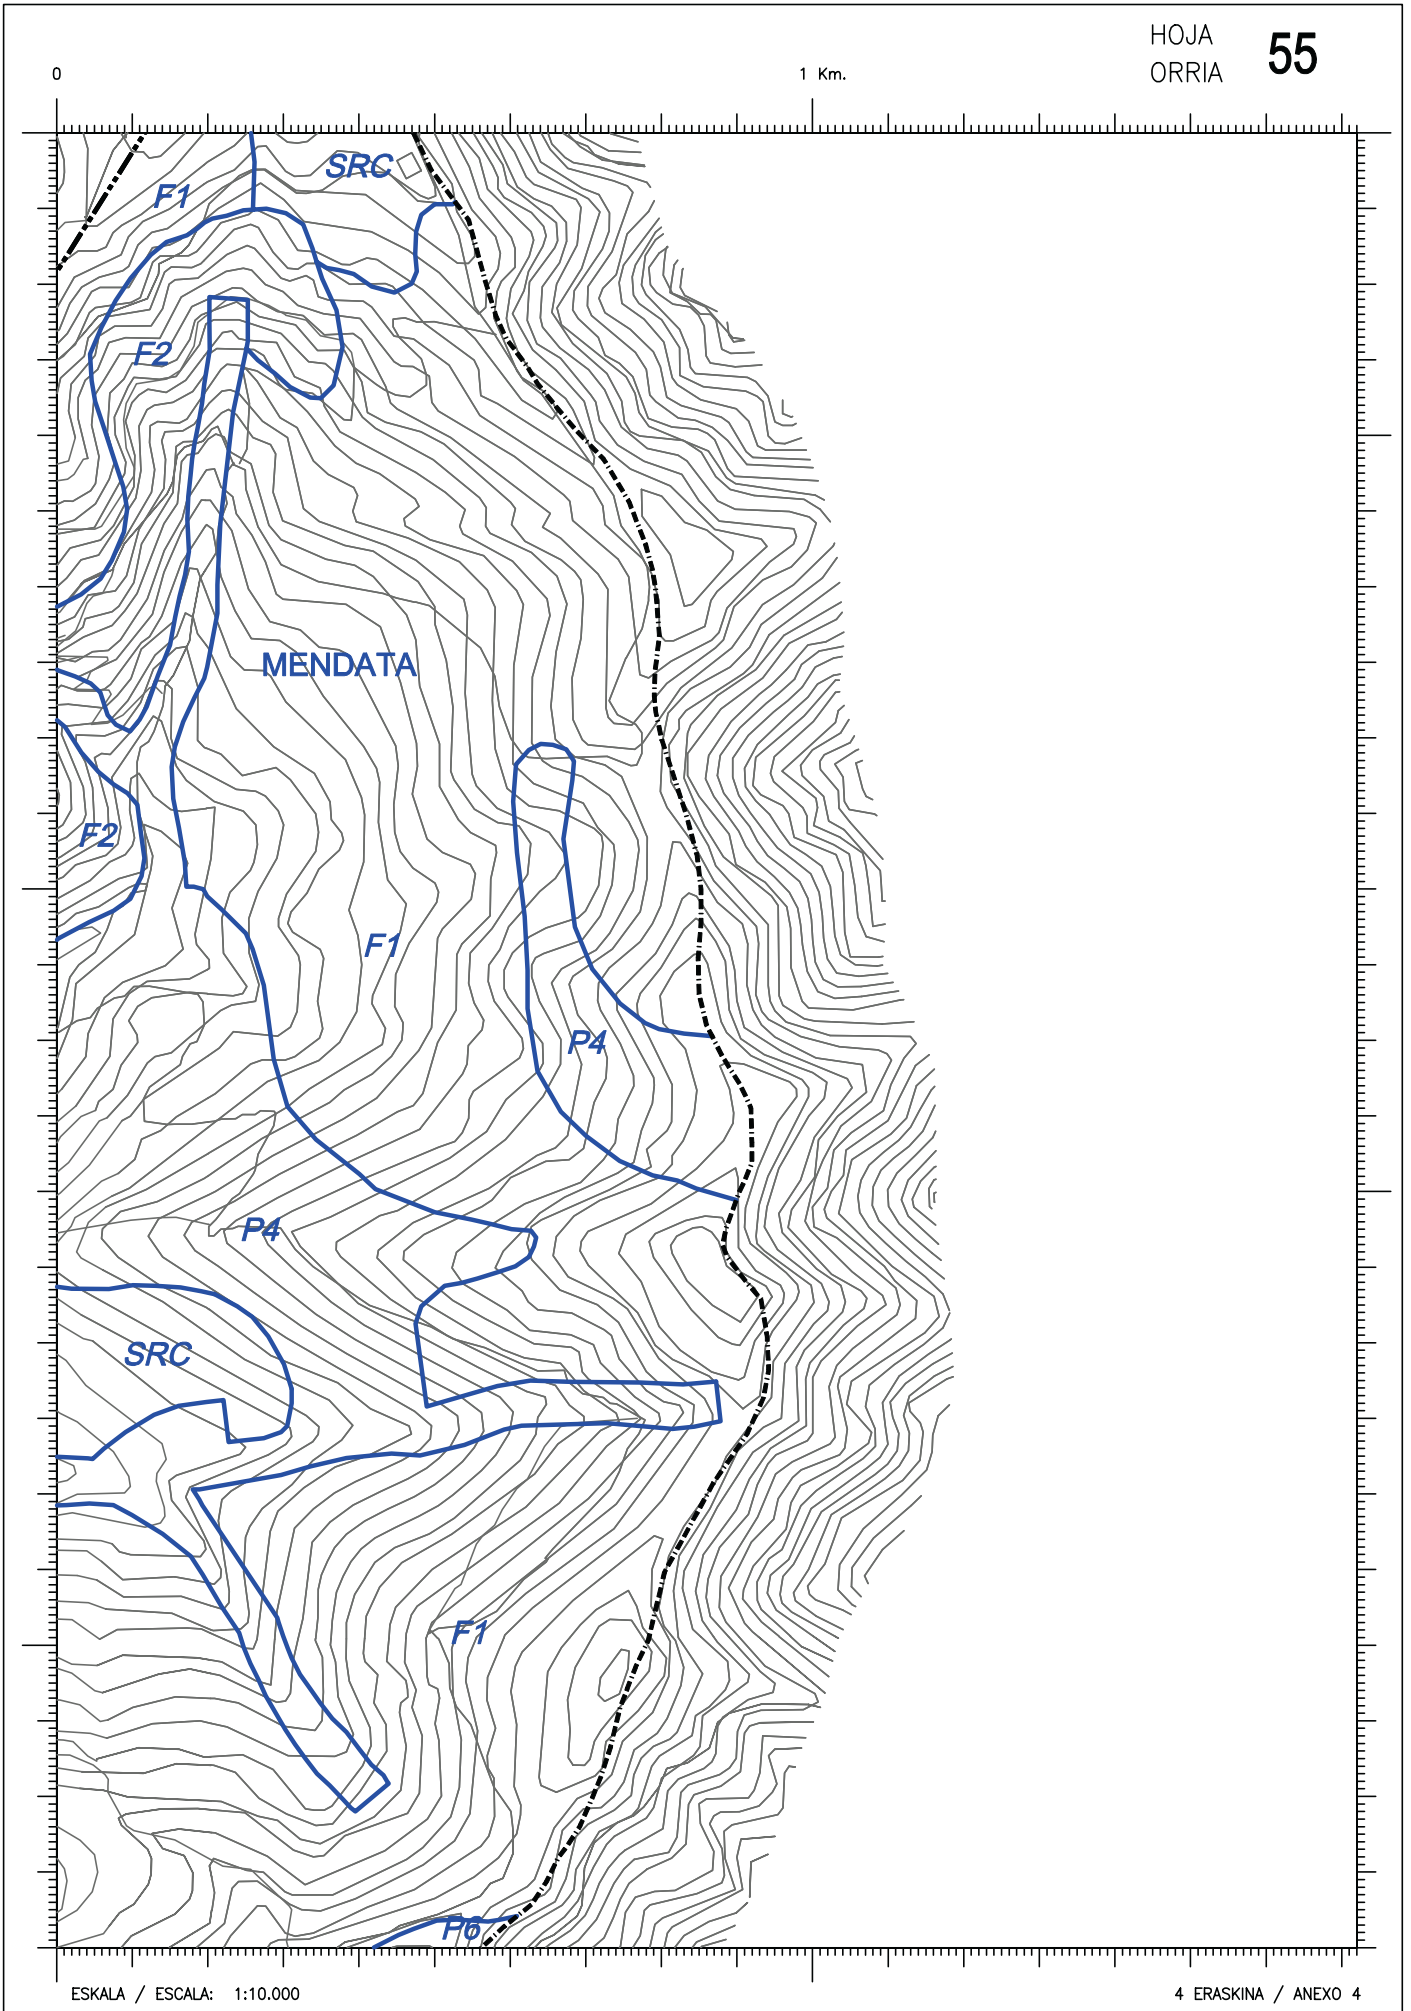 HOJA
ORRIA 55
0 1 Km.
SRC
F1
F2
MENDATA
F2
F1
P4
P4
SRC
F1
P6
ESKALA / ESCALA: 1:10.000
4 ERASKINA / ANEXO 4